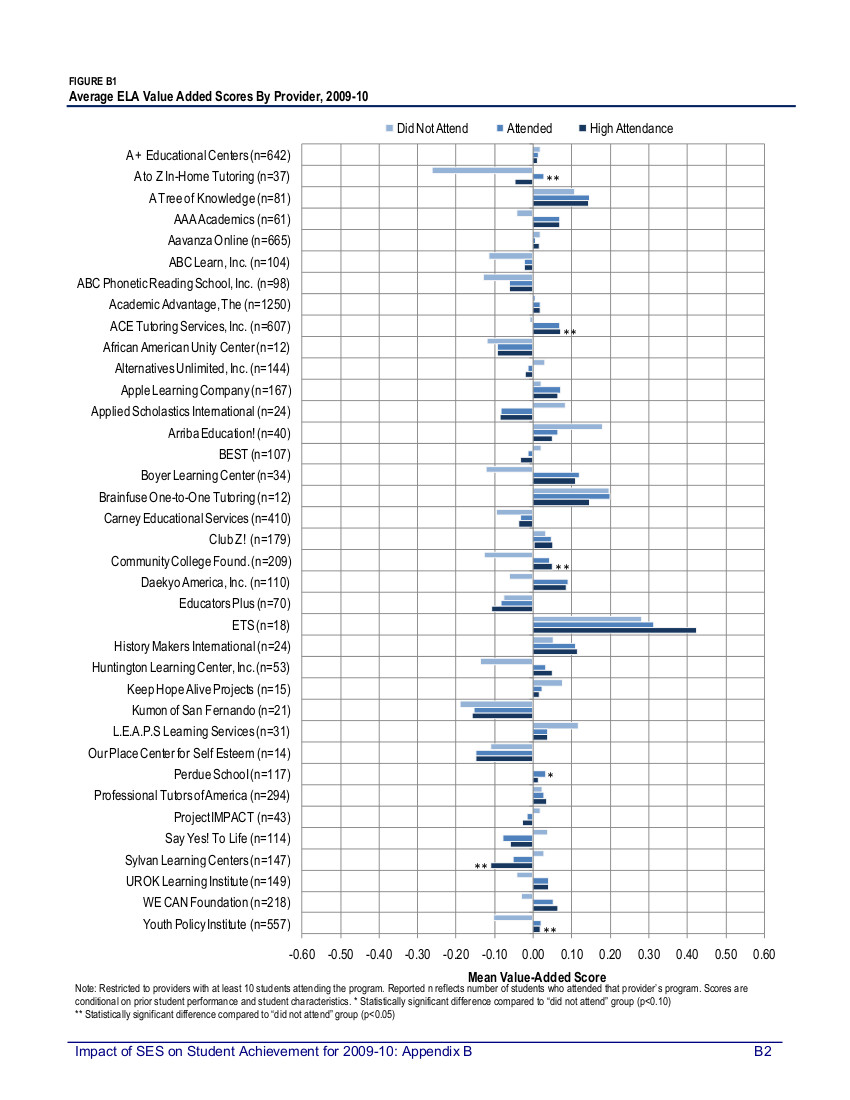 FIGURE B1
Average ELA Value Added Scores By Provider, 2009-10
Did Not Attend Attended High Attendance
A+ Educational Centers (n=642)
A to Z In-Home Tutoring (n=37) **
A Tree of Knowledge (n=81)
AAA Academics (n=61)
Aavanza Online (n=665)
ABC Learn, Inc. (n=104)
ABC Phonetic Reading School, Inc. (n=98)
Academic Advantage, The (n=1250)
ACE Tutoring Services, Inc. (n=607) **
African American Unity Center (n=12)
Alternatives Unlimited, Inc. (n=144)
Apple Learning Company (n=167)
Applied Scholastics International (n=24)
Arriba Education! (n=40)
BEST (n=107)
Boyer Learning Center (n=34)
Brainfuse One-to-One Tutoring (n=12)
Carney Educational Services (n=410)
Club Z! (n=179)
Community College Found. (n=209) **
Daekyo America, Inc. (n=110)
Educators Plus (n=70)
ETS (n=18)
History Makers International (n=24)
Huntington Learning Center, Inc. (n=53)
Keep Hope Alive Projects (n=15)
Kumon of San Fernando (n=21)
L.E.A.P.S Learning Services (n=31)
Our Place Center for Self Esteem (n=14)
Perdue School (n=117) *
Professional Tutors of America (n=294)
Project IMPACT (n=43)
Say Yes! To Life (n=114)
Sylvan Learning Centers (n=147) **
UROK Learning Institute (n=149)
WE CAN Foundation (n=218)
Youth Policy Institute (n=557) **
-0.60 -0.50 -0.40 -0.30 -0.20 -0.10 0.00 0.10 0.20 0.30 0.40 0.50 0.60
Mean Value-Added Score
Note: Restricted to providers with at least 10 students attending the program. Reported n reflects number of students who attended that provider's program. Scores are
conditional on prior student performance and student characteristics. * Statistically significant difference compared to "did not attend" group (p<0.10)
** Statistically significant difference compared to "did not attend" group (p<0.05)
Impact of SES on Student Achievement for 2009-10: Appendix B B2